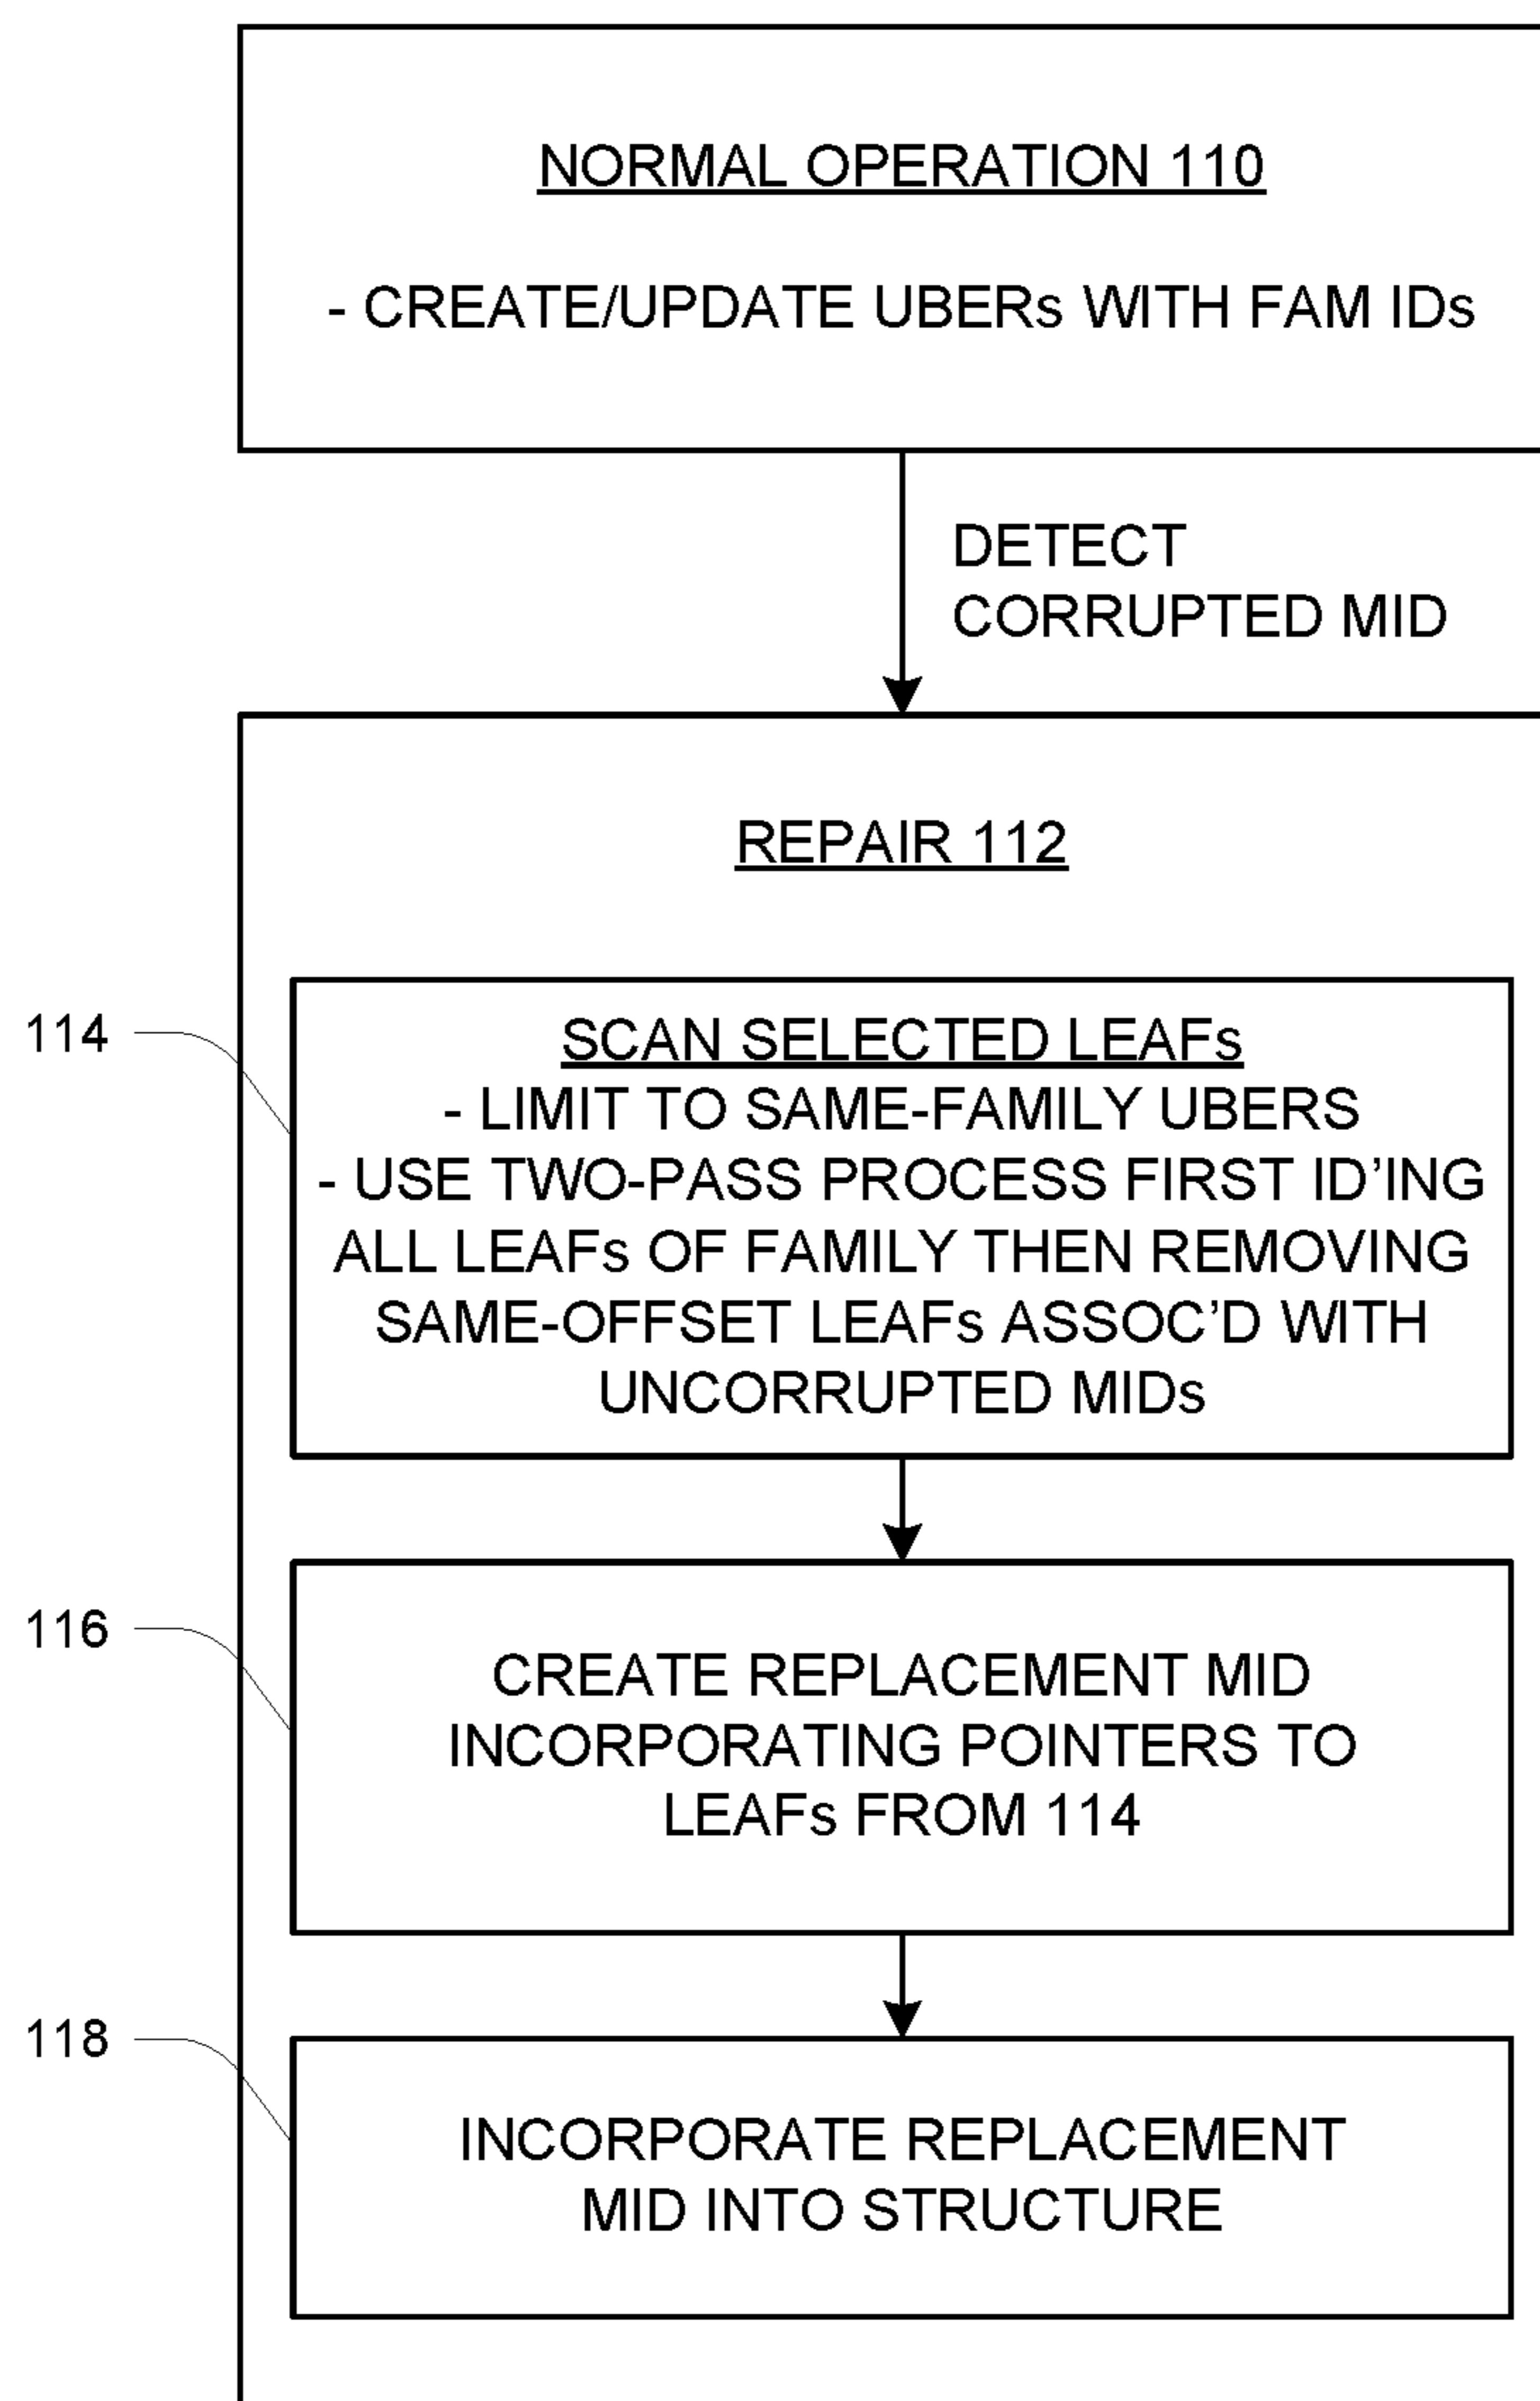 NORMAL OPERATION 110
- CREATE/UPDATE UBERs WITH FAM IDs
DETECT
CORRUPTED MID
REPAIR 112
114
SCAN SELECTED LEAFs
- LIMIT TO SAME-FAMILY UBERS
- USE TWO-PASS PROCESS FIRST ID’ING
ALL LEAFs OF FAMILY THEN REMOVING
SAME-OFFSET LEAFs ASSOC’D WITH
UNCORRUPTED MIDs
116
CREATE REPLACEMENT MID
INCORPORATING POINTERS TO
LEAFs FROM 114
118
INCORPORATE REPLACEMENT
MID INTO STRUCTURE